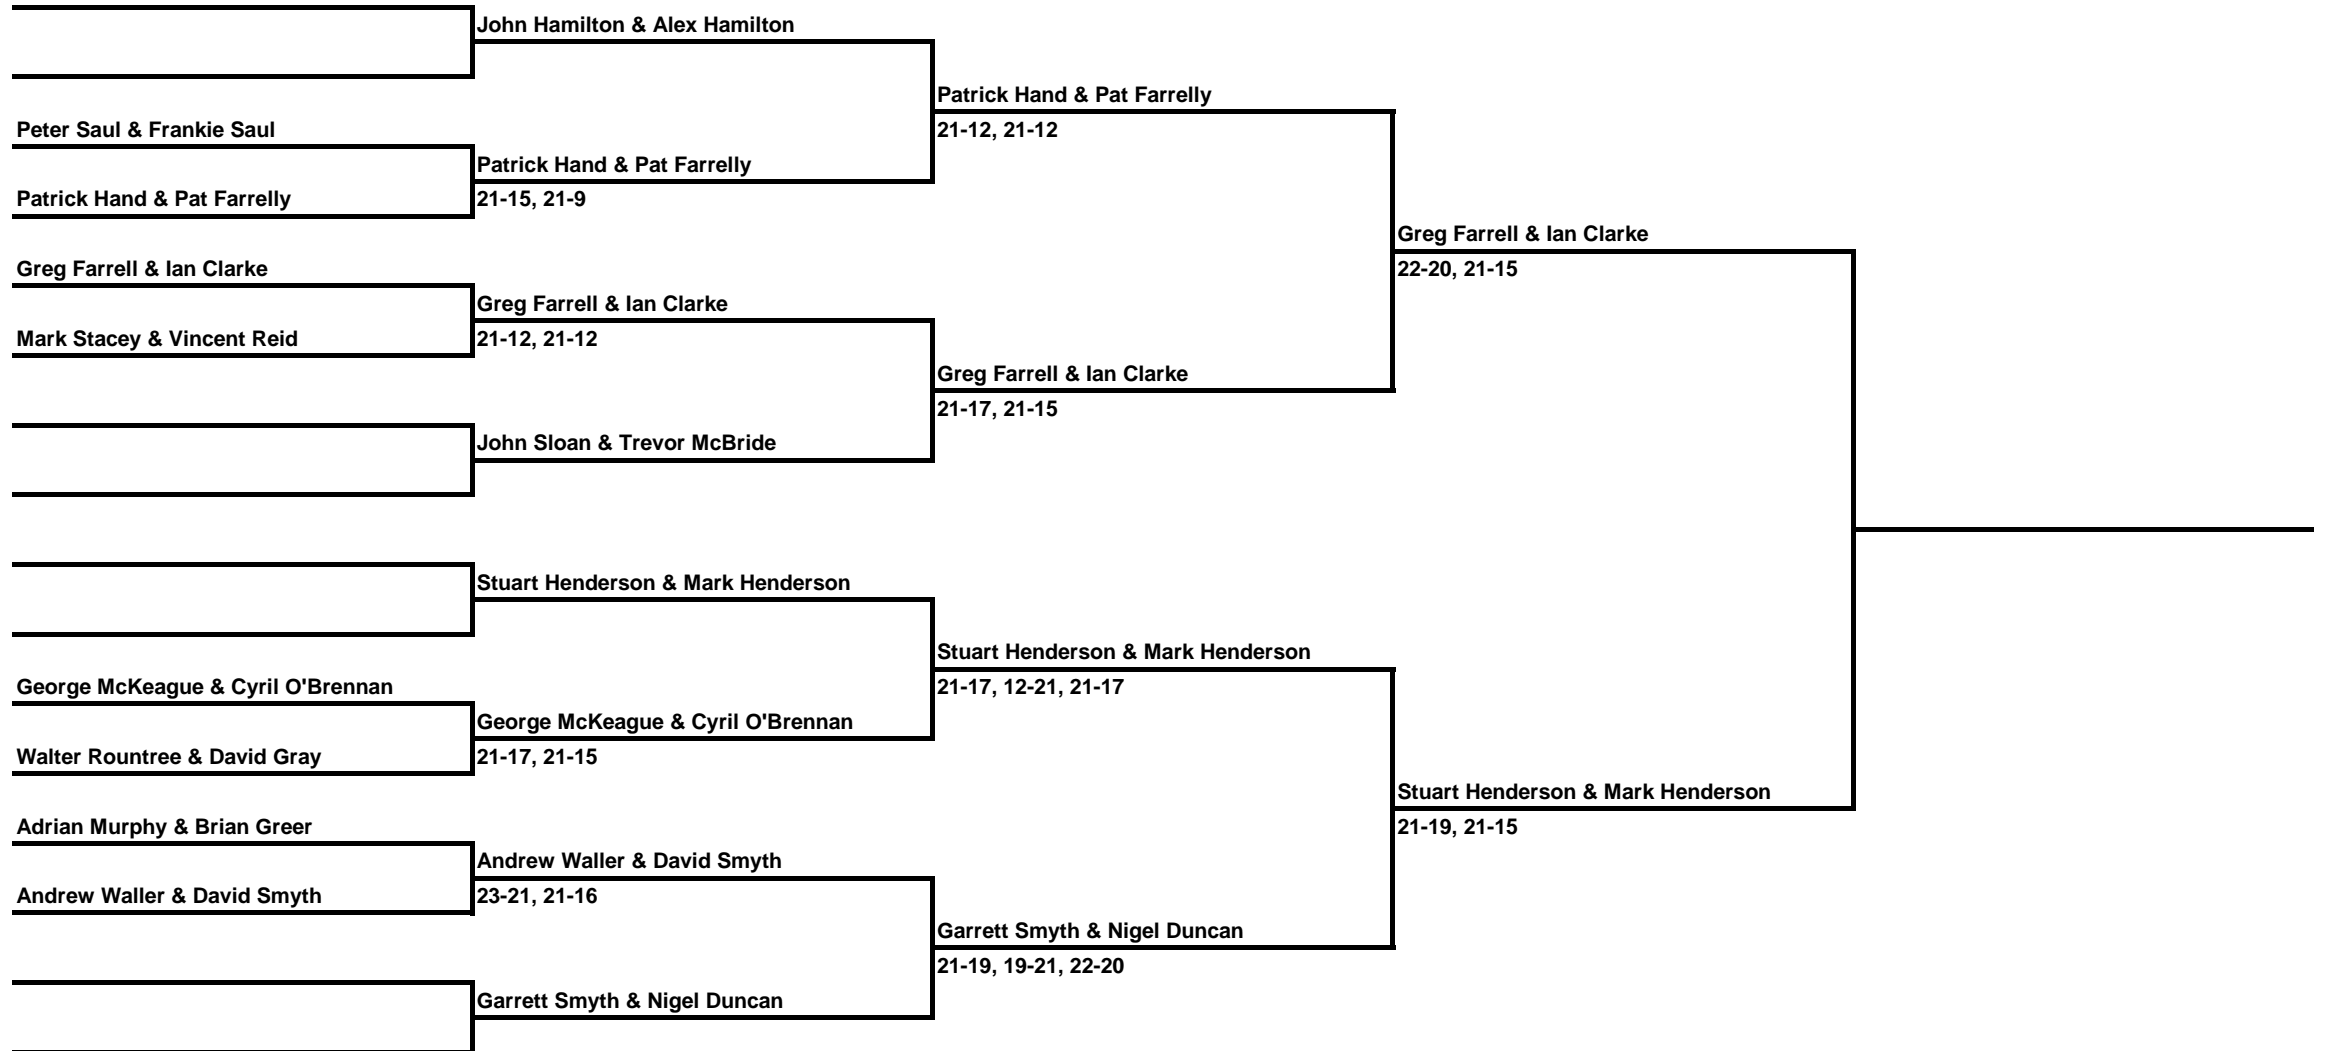 John Hamilton & Alex Hamilton
Patrick Hand & Pat Farrelly
Peter Saul & Frankie Saul
21-12, 21-12
Patrick Hand & Pat Farrelly
Patrick Hand & Pat Farrelly
21-15, 21-9
Greg Farrell & Ian Clarke
Greg Farrell & Ian Clarke
22-20, 21-15
Greg Farrell & Ian Clarke
Mark Stacey & Vincent Reid
21-12, 21-12
Greg Farrell & Ian Clarke
21-17, 21-15
John Sloan & Trevor McBride
Stuart Henderson & Mark Henderson
Stuart Henderson & Mark Henderson
George McKeague & Cyril O'Brennan
21-17, 12-21, 21-17
George McKeague & Cyril O'Brennan
Walter Rountree & David Gray
21-17, 21-15
Stuart Henderson & Mark Henderson
Adrian Murphy & Brian Greer
21-19, 21-15
Andrew Waller & David Smyth
Andrew Waller & David Smyth
23-21, 21-16
Garrett Smyth & Nigel Duncan
21-19, 19-21, 22-20
Garrett Smyth & Nigel Duncan